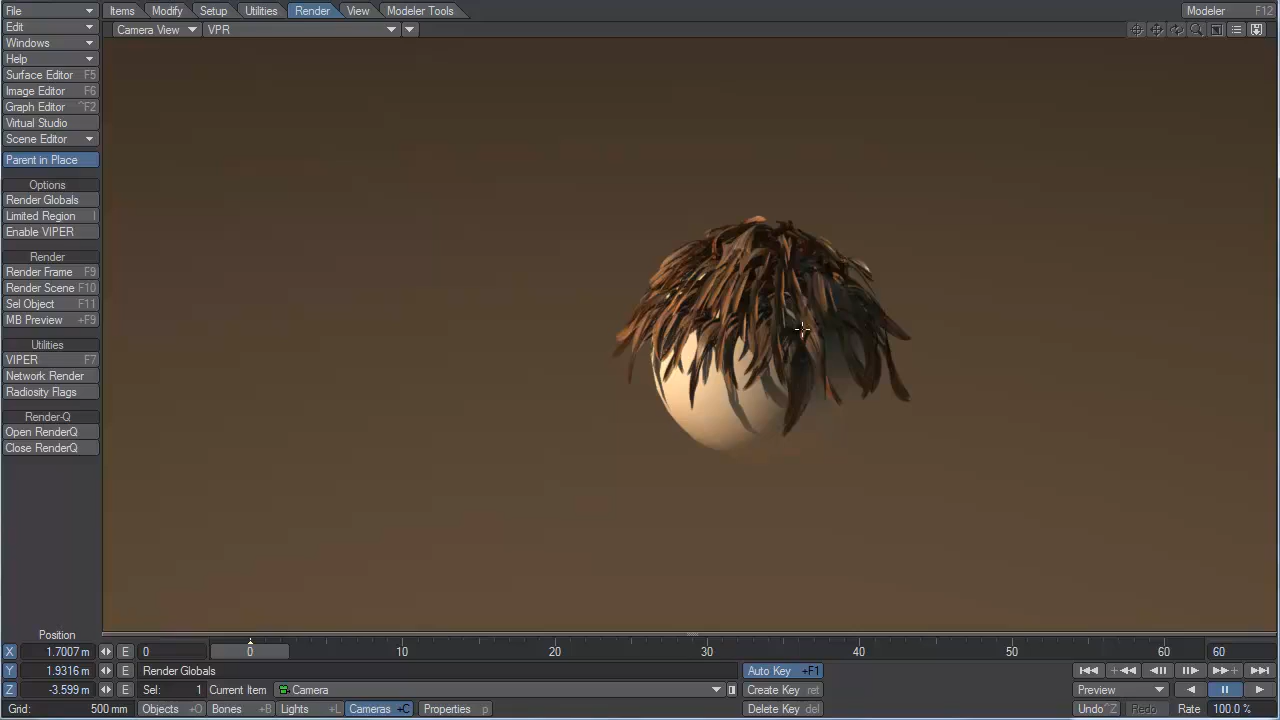 File Items Modify Setup Utilities Render View Modeler Tools Modeler F12
Edit Camera View VPR
Windows
Help
Surface Editor F5
Image Editor F6
Graph Editor ^F2
Virtual Studio
Scene Editor
Parent in Place
Options
Render Globals
Limited Region l
Enable VIPER
Render
Render Frame F9
Render Scene F10
Sel Object F11
MB Preview +F9
Utilities
VIPER F7
Network Render
Radiosity Flags
Render-Q
Open RenderQ
Close RenderQ
Position
X 1.7007 m E 0 0 10 20 30 40 50 60 60
Y 1.9316 m E Render Globals Auto Key +F1
Z -3.599 m E Sel: 1 Current Item Camera Create Key ret Preview
Grid: 500 mm Objects +O Bones +B Lights +L Cameras +C Properties p Delete Key del Undo ^Z Redo Rate 100.0 %